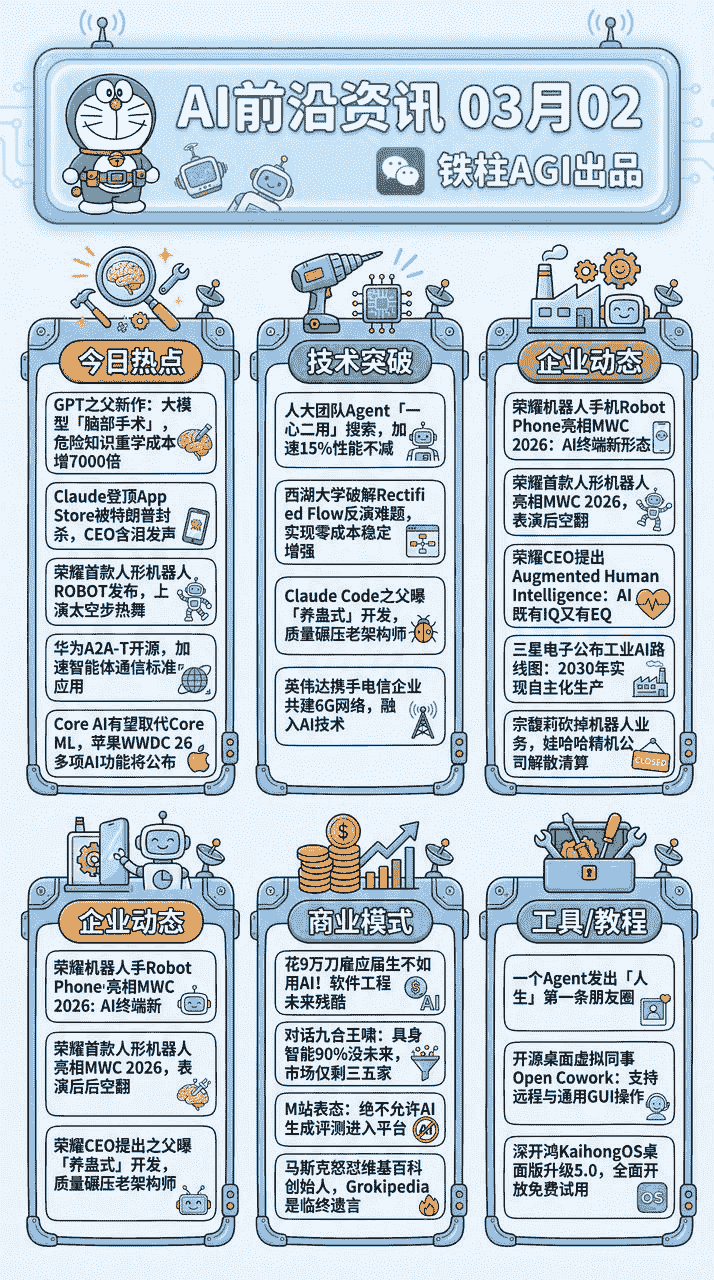 AI前沿资讯 03月02
铁柱AGI出品
今日热点
GPT之父新作：大模
型「脑部手术」，
危险知识重学成本
增7000倍
Claude登顶App
Store被特朗普封
杀，CEO含泪发声
荣耀首款人形机器人
ROBOT发布，上
演太空步热舞
华为A2A-T开源，加
速智能体通信标准
应用
Core AI有望取代Core
ML，苹果WWDC 26
多项AI功能将公布
技术突破
人大团队Agent「一
心二用」搜索，加
速15%性能不减
西湖大学破解Rectifi
ed Flow反演难题，
实现零成本稳定
增强
Claude Code之父曝
「养蛊式」开发，
质量碾压老架构师
英伟达携手电信企业
共建6G网络，融
入AI技术
企业动态
荣耀机器人手机Robot
Phone亮相MWC
2026：AI终端新形态
荣耀首款人形机器人
亮相MWC 2026，
表演后空翻
荣耀CEO提出
Augmented Human
Intelligence：AI
既有IQ又有EQ
三星电子公布工业AI路
线图：2030年实
现自主化生产
宗馥莉砍掉机器人业
务，娃哈哈精机公
司解散清算
CLOSED
企业动态
荣耀机器人手Robot
Phone·亮相MWC
2026：AI终端新
荣耀首款人形机器人
亮相MWC 2026，表
演后后空翻
荣耀CEO提出之父曝
「养蛊式」开发，
质量碾压老架构师
商业模式
花9万刀雇应届生不如
用AI！软件工程
未来残酷
AI
对话九合王啸：具身
智能90%没未来，
市场仅剩三五家
M站表态：绝不允许AI
生成评测进入平台
AI
马斯克怒怼维基百科
创始人，Grokipedia
是临终遗言
工具/教程
一个Agent发出「人
生」第一条朋友圈
开源桌面虚拟同事
Open Cowork：支持
远程与通用GUI操作
深开鸿KaihongOS桌
面版升级5.0，全面开
放免费试用
OS